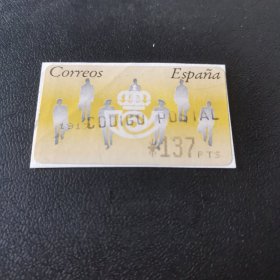 Correos España
CODIGO POSTAL
*137 PTS